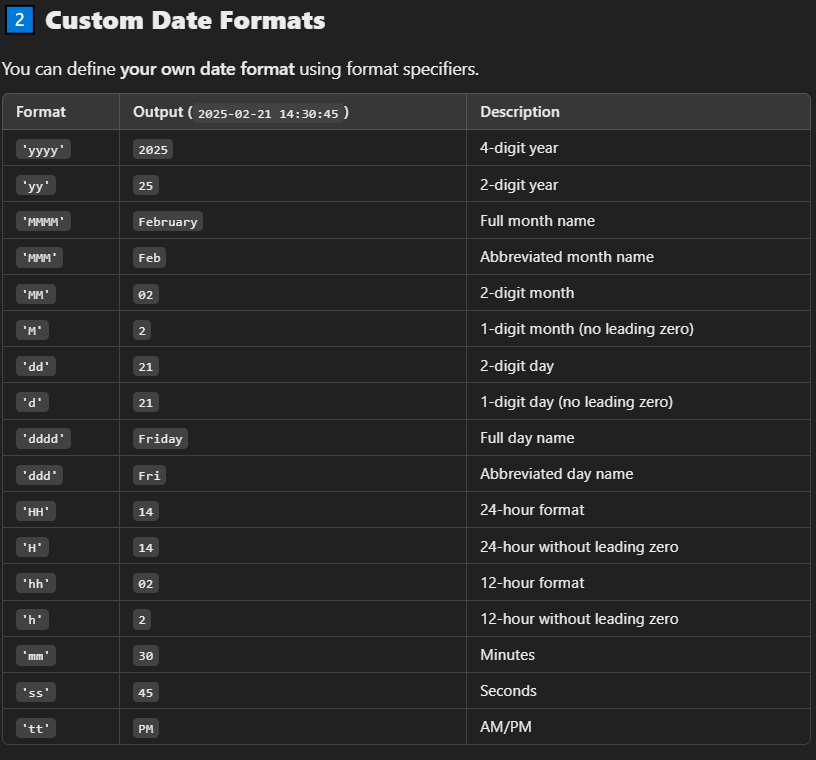 2 Custom Date Formats
You can define your own date format using format specifiers.
Format Output ( 2025-02-21 14:30:45 ) Description
'yyyy' 2025 4-digit year
'yy' 25 2-digit year
'MMMM' February Full month name
'MMM' Feb Abbreviated month name
'MM' 02 2-digit month
'M' 2 1-digit month (no leading zero)
'dd' 21 2-digit day
'd' 21 1-digit day (no leading zero)
'dddd' Friday Full day name
'ddd' Fri Abbreviated day name
'HH' 14 24-hour format
'H' 14 24-hour without leading zero
'hh' 02 12-hour format
'h' 2 12-hour without leading zero
'mm' 30 Minutes
'ss' 45 Seconds
'tt' PM AM/PM